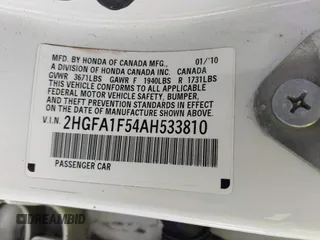 MFD. BY HONDA OF CANADA MFG., 01/'10
A DIVISION OF HONDA CANADA INC. CANADA
GVWR 3671LBS GAWR F 1940LBS R 1731LBS
THIS VEHICLE CONFORMS TO ALL APPLICABLE
FEDERAL MOTOR VEHICLE SAFETY, BUMPER,
AND THEFT PREVENTION STANDARDS IN EFFECT
ON THE DATE OF MANUFACTURE SHOWN ABOVE.
V.I.N. 2HGFA1F54AH533810
PASSENGER CAR
DREAMBID